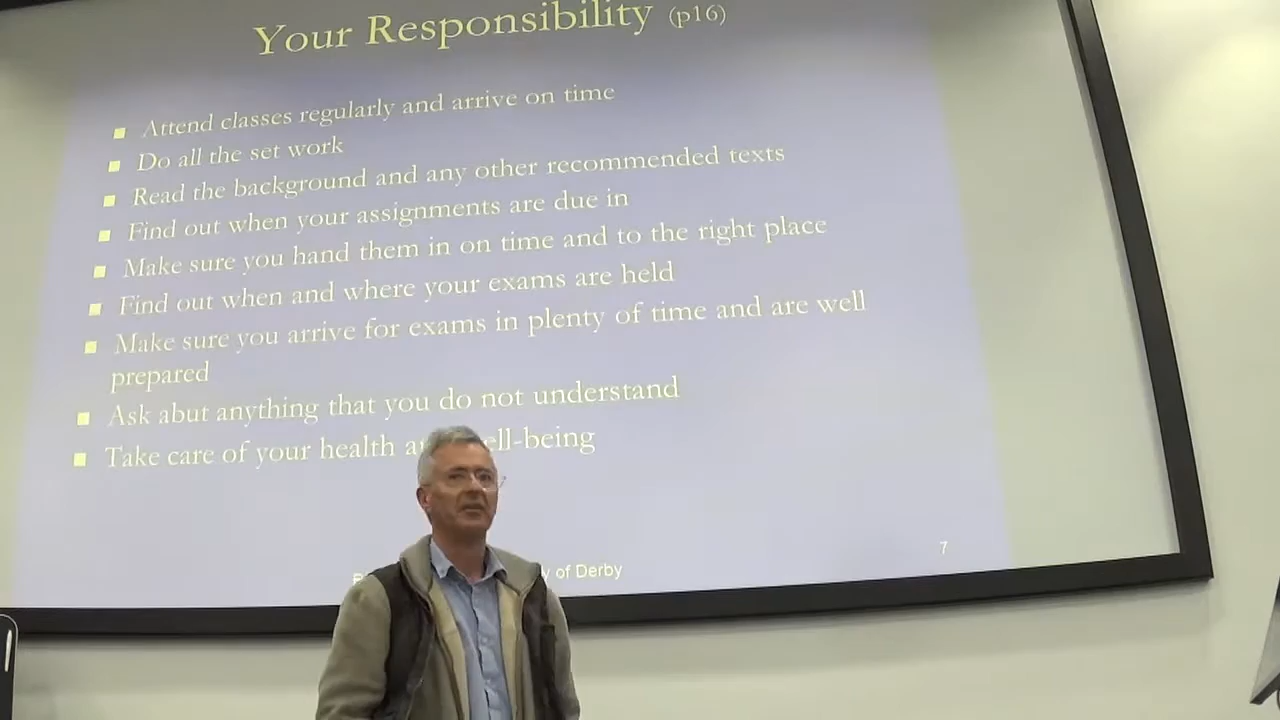 Your Responsibility (p16)
Attend classes regularly and arrive on time
Do all the set work
Read the background and any other recommended texts
Find out when your assignments are due in
Make sure you hand them in on time and to the right place
Find out when and where your exams are held
Make sure you arrive for exams in plenty of time and are well
prepared
Ask abut anything that you do not understand
Take care of your health ell-being
of Derby
7